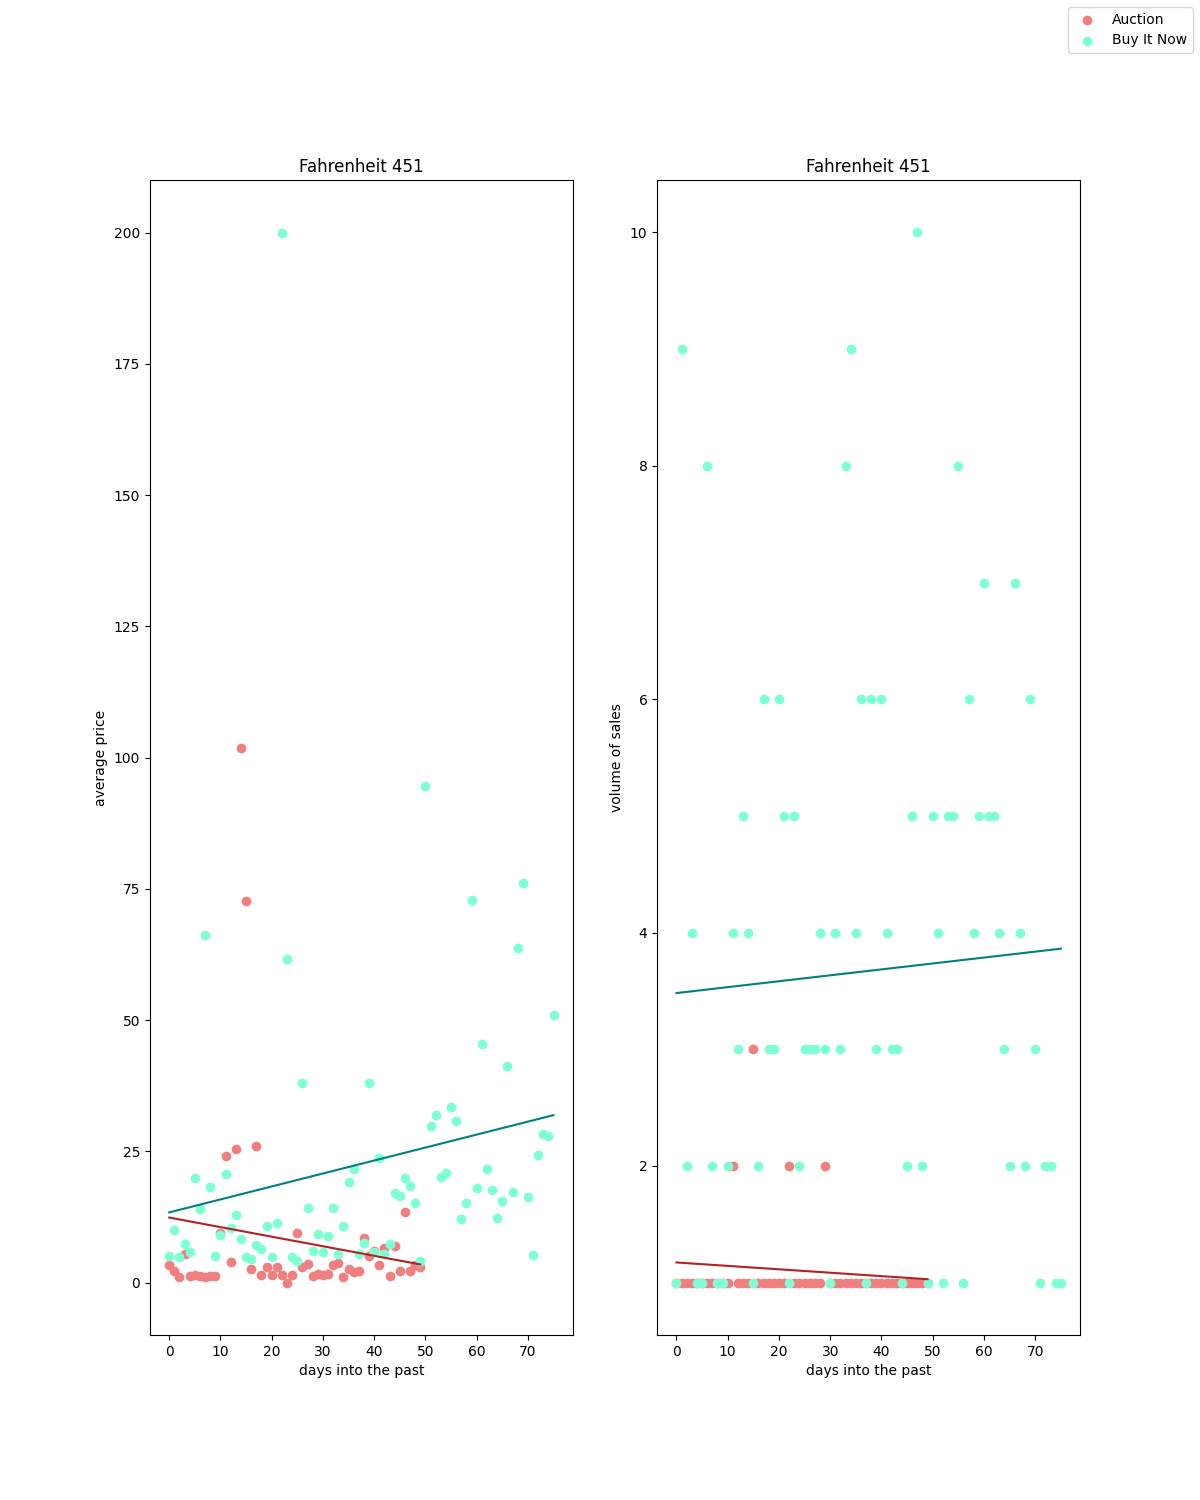 Auction
Buy It Now
Fahrenheit 451
200
175
150
125
100
75
50
25
0
average price
0 10 20 30 40 50 60 70
days into the past
Fahrenheit 451
10
8
6
4
2
volume of sales
0 10 20 30 40 50 60 70
days into the past